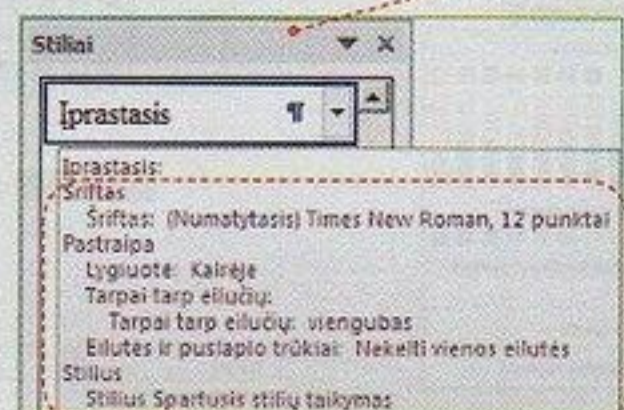 Stiliai
Įprastasis ¶
Įprastasis:
Šriftas
Šriftas: (Numatytasis) Times New Roman, 12 punktai
Pastraipa
Lygiuotė: Kairėje
Tarpai tarp eilučių:
Tarpai tarp eilučių: viengubas
Eilutės ir puslapio trūkiai: Nekelti vienos eilutės
Stilius
Stilius Spartusis stilių taikymas